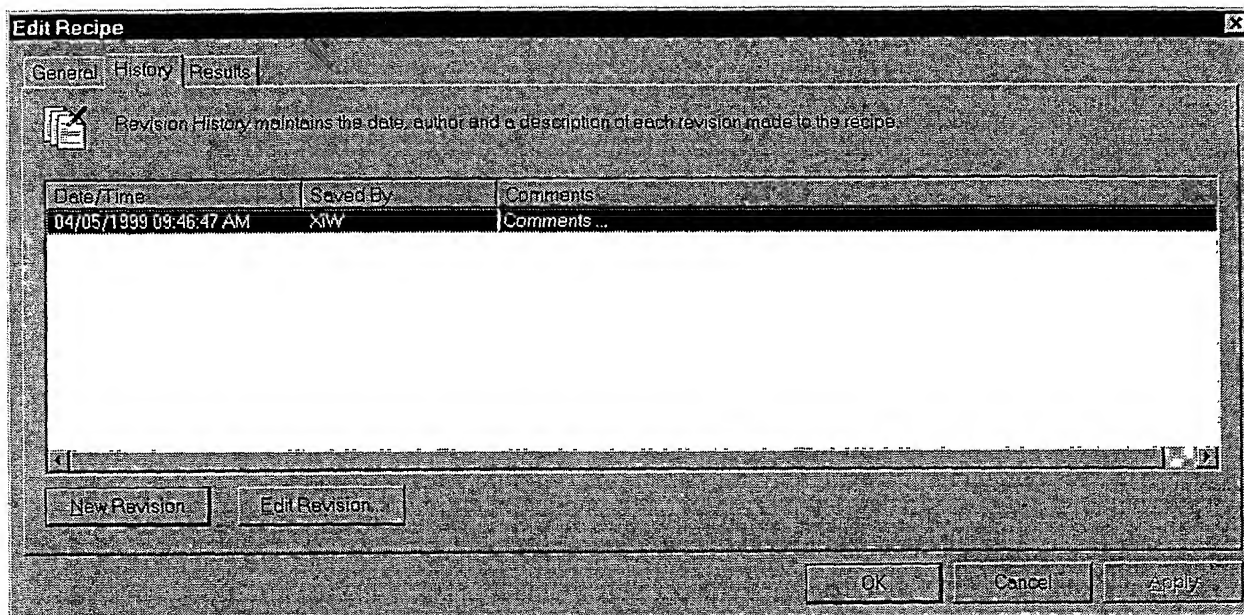 Edit Recipe
General History Results
Revision History maintains the date, author and a description of each revision made to the recipe.
Date/Time Saved By Comments
04/05/1999 09:46:47 AM XiW Comments ...
New Revision... Edit Revision...
OK Cancel Apply